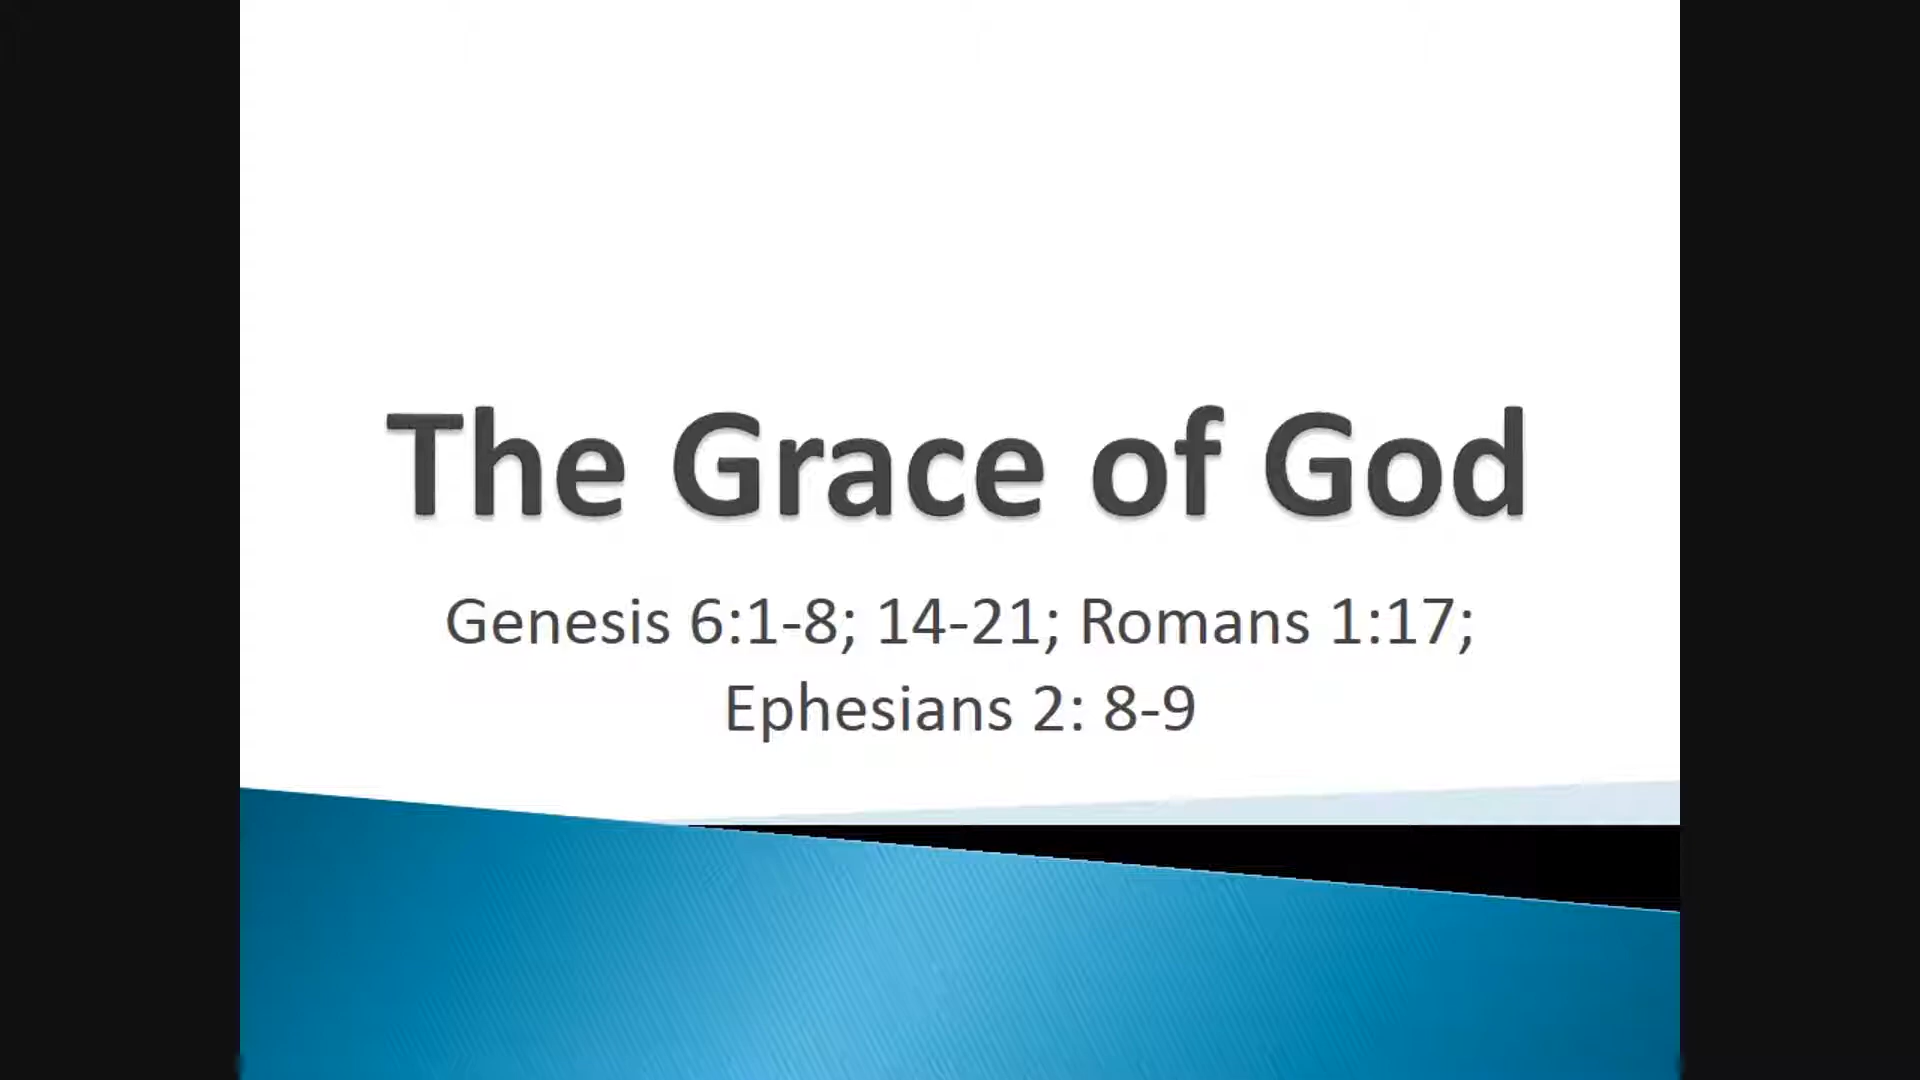 The Grace of God
Genesis 6:1-8; 14-21; Romans 1:17;
Ephesians 2: 8-9